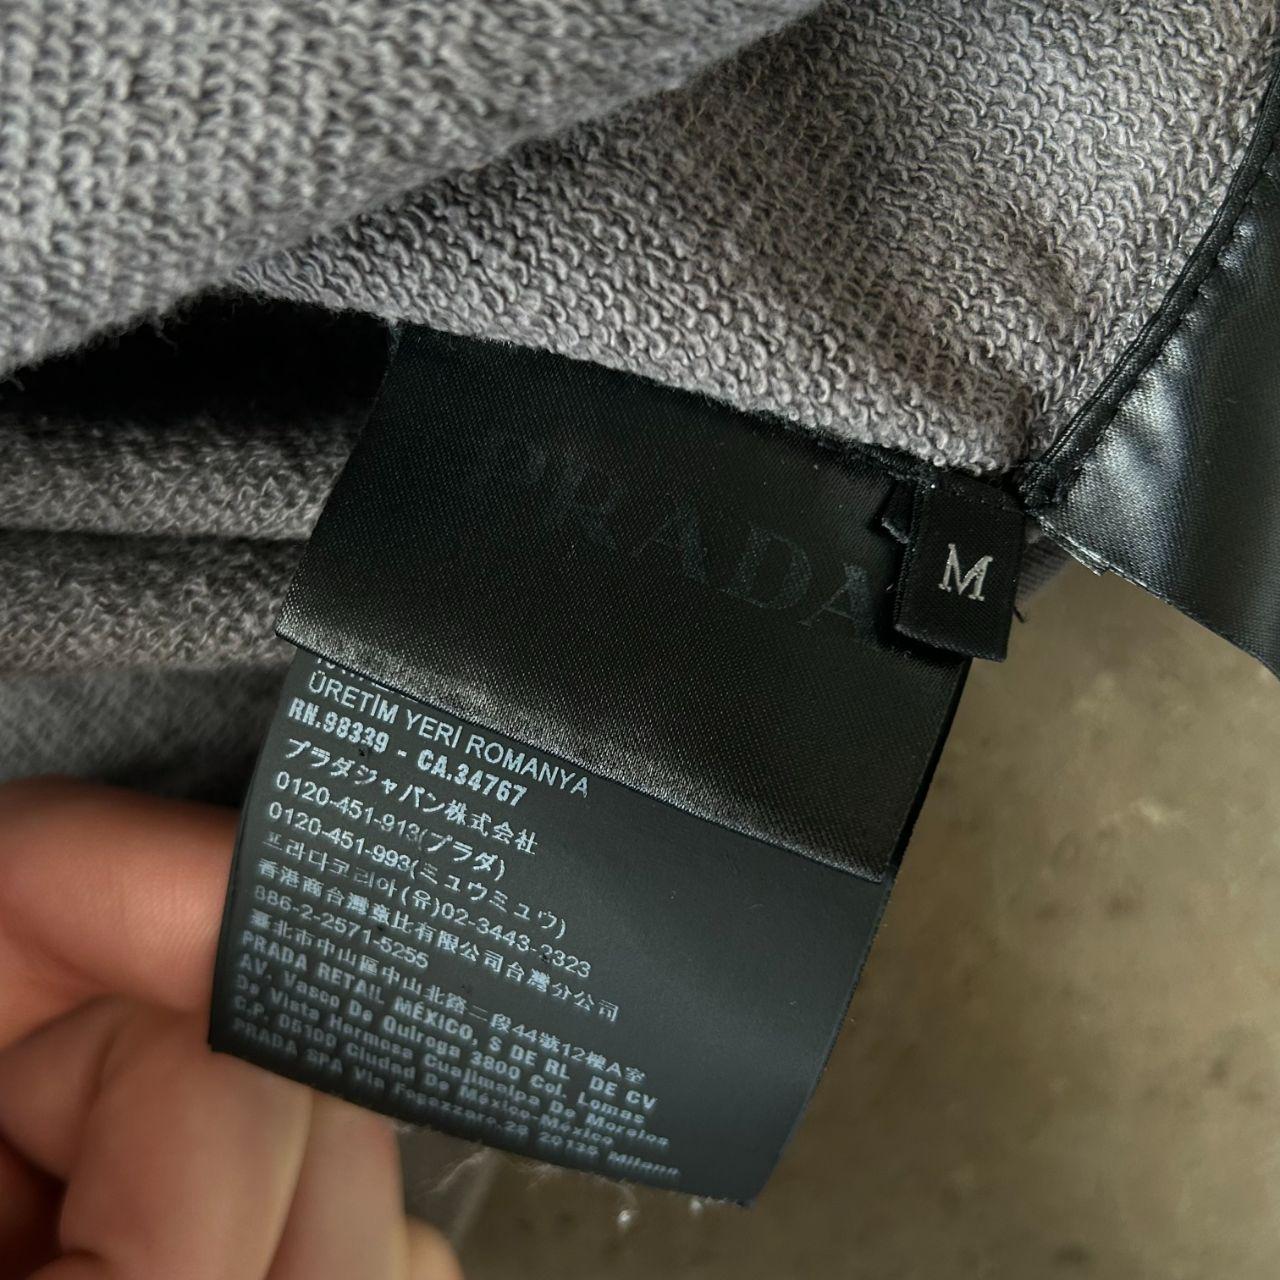 PRADA
M
ÜRETİM YERİ ROMANYA
RN.98339 - CA.34767
プラダジャパン株式会社
0120-451-913(プラダ)
0120-451-993(ミュウミュウ)
프라다코리아(유)02-3443-2323
香港商台灣壟比有限公司台灣分公司
886-2-2571-5255
臺北市中山區中山北路二段44號12樓A室
PRADA RETAIL MÉXICO, S DE RL DE CV
AV. Vasco De Quiroga 3800 Col. Lomas
De Vista Hermosa Cuajimalpa De Morelos
C.P. 05100 Ciudad De México-México
PRADA SPA Via Fogazzaro,28 20135 Milano